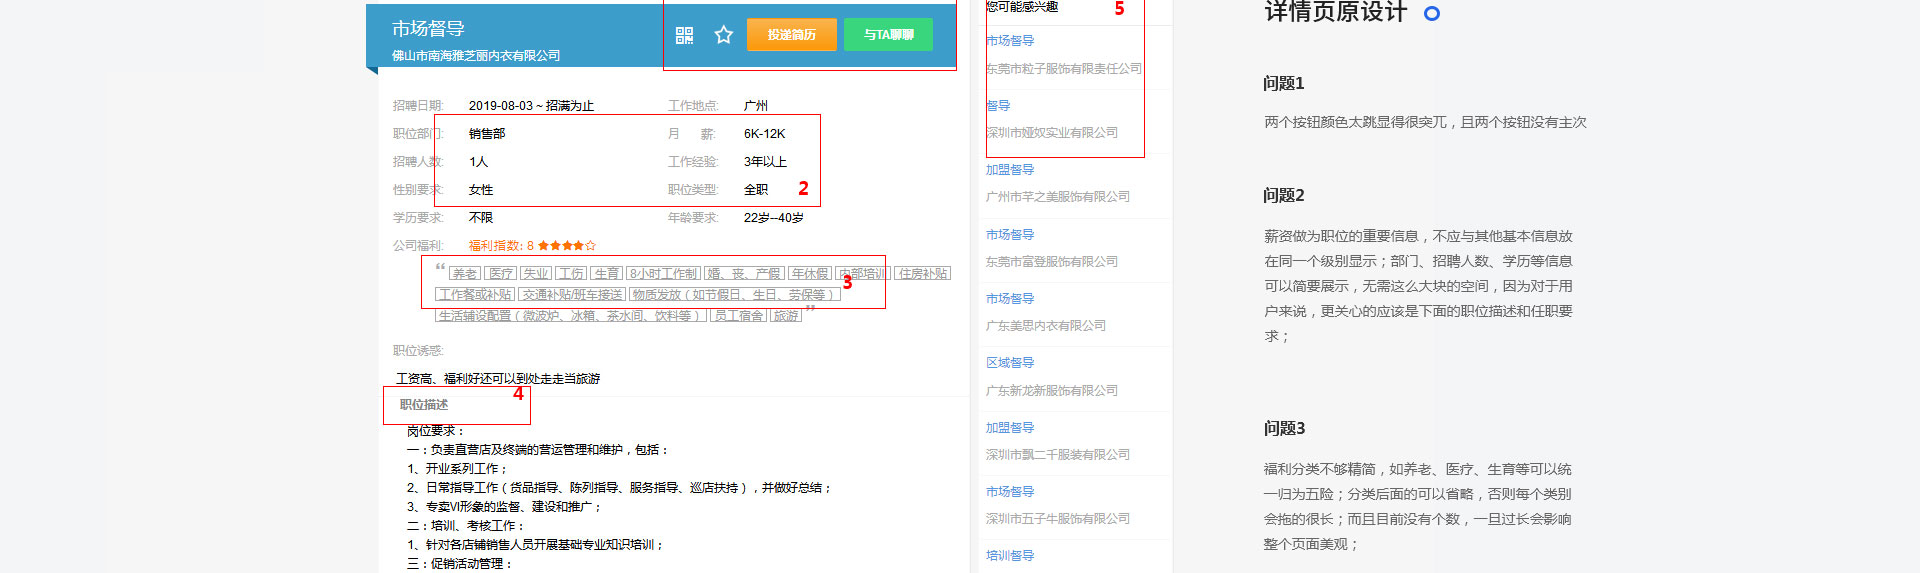 市场督导
佛山市南海雅芝丽内衣有限公司
投递简历
与TA聊聊
招聘日期: 2019-08-03 ~ 招满为止 工作地点: 广州
职位部门: 销售部 月 薪: 6K-12K
招聘人数: 1人 工作经验: 3年以上
性别要求: 女性 职位类型: 全职 2
学历要求: 不限 年龄要求: 22岁--40岁
公司福利: 福利指数: 8 ★★★★☆
“ 养老 医疗 失业 工伤 生育 8小时工作制 婚、丧、产假 年休假 内部培训 住房补贴
3
工作餐或补贴 交通补贴/班车接送 物质发放（如节假日、生日、劳保等）
生活辅设配置（微波炉、冰箱、茶水间、饮料等） 员工宿舍 旅游 ”
职位诱惑:
工资高、福利好还可以到处走走当旅游
4
职位描述
岗位要求：
一：负责直营店及终端的营运管理和维护，包括：
1、开业系列工作；
2、日常指导工作（货品指导、陈列指导、服务指导、巡店扶持），并做好总结；
3、专卖VI形象的监督、建设和推广；
二：培训、考核工作：
1、针对各店铺销售人员开展基础专业知识培训；
三：促销活动管理：
您可能感兴趣 5
市场督导
东莞市粒子服饰有限责任公司
督导
深圳市娅奴实业有限公司
加盟督导
广州市芊之美服饰有限公司
市场督导
东莞市富登服饰有限公司
市场督导
广东美思内衣有限公司
区域督导
广东新龙新服饰有限公司
加盟督导
深圳市飘二千服装有限公司
市场督导
深圳市五子牛服饰有限公司
培训督导
详情页原设计
问题1
两个按钮颜色太跳显得很突兀，且两个按钮没有主次
问题2
薪资做为职位的重要信息，不应与其他基本信息放
在同一个级别显示；部门、招聘人数、学历等信息
可以简要展示，无需这么大块的空间，因为对于用
户来说，更关心的应该是下面的职位描述和任职要
求；
问题3
福利分类不够精简，如养老、医疗、生育等可以统
一归为五险；分类后面的可以省略，否则每个类别
会拖的很长；而且目前没有个数，一旦过长会影响
整个页面美观；